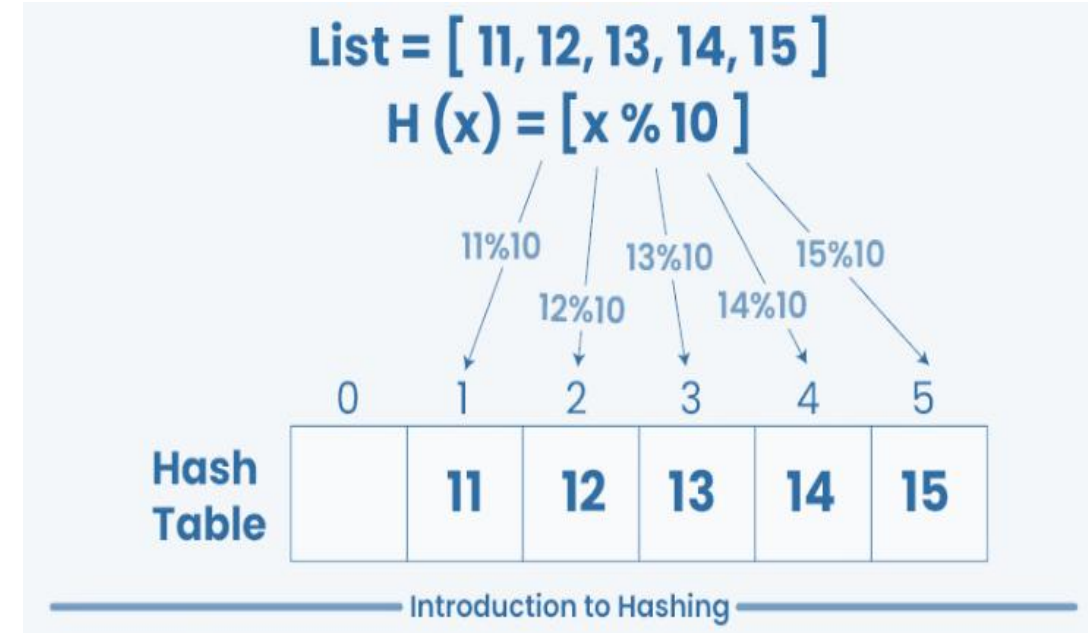 List = [ 11, 12, 13, 14, 15 ]
H (x) = [ x % 10 ]
11%10
12%10
13%10
14%10
15%10
0 1 2 3 4 5
Hash
Table
11 12 13 14 15
Introduction to Hashing